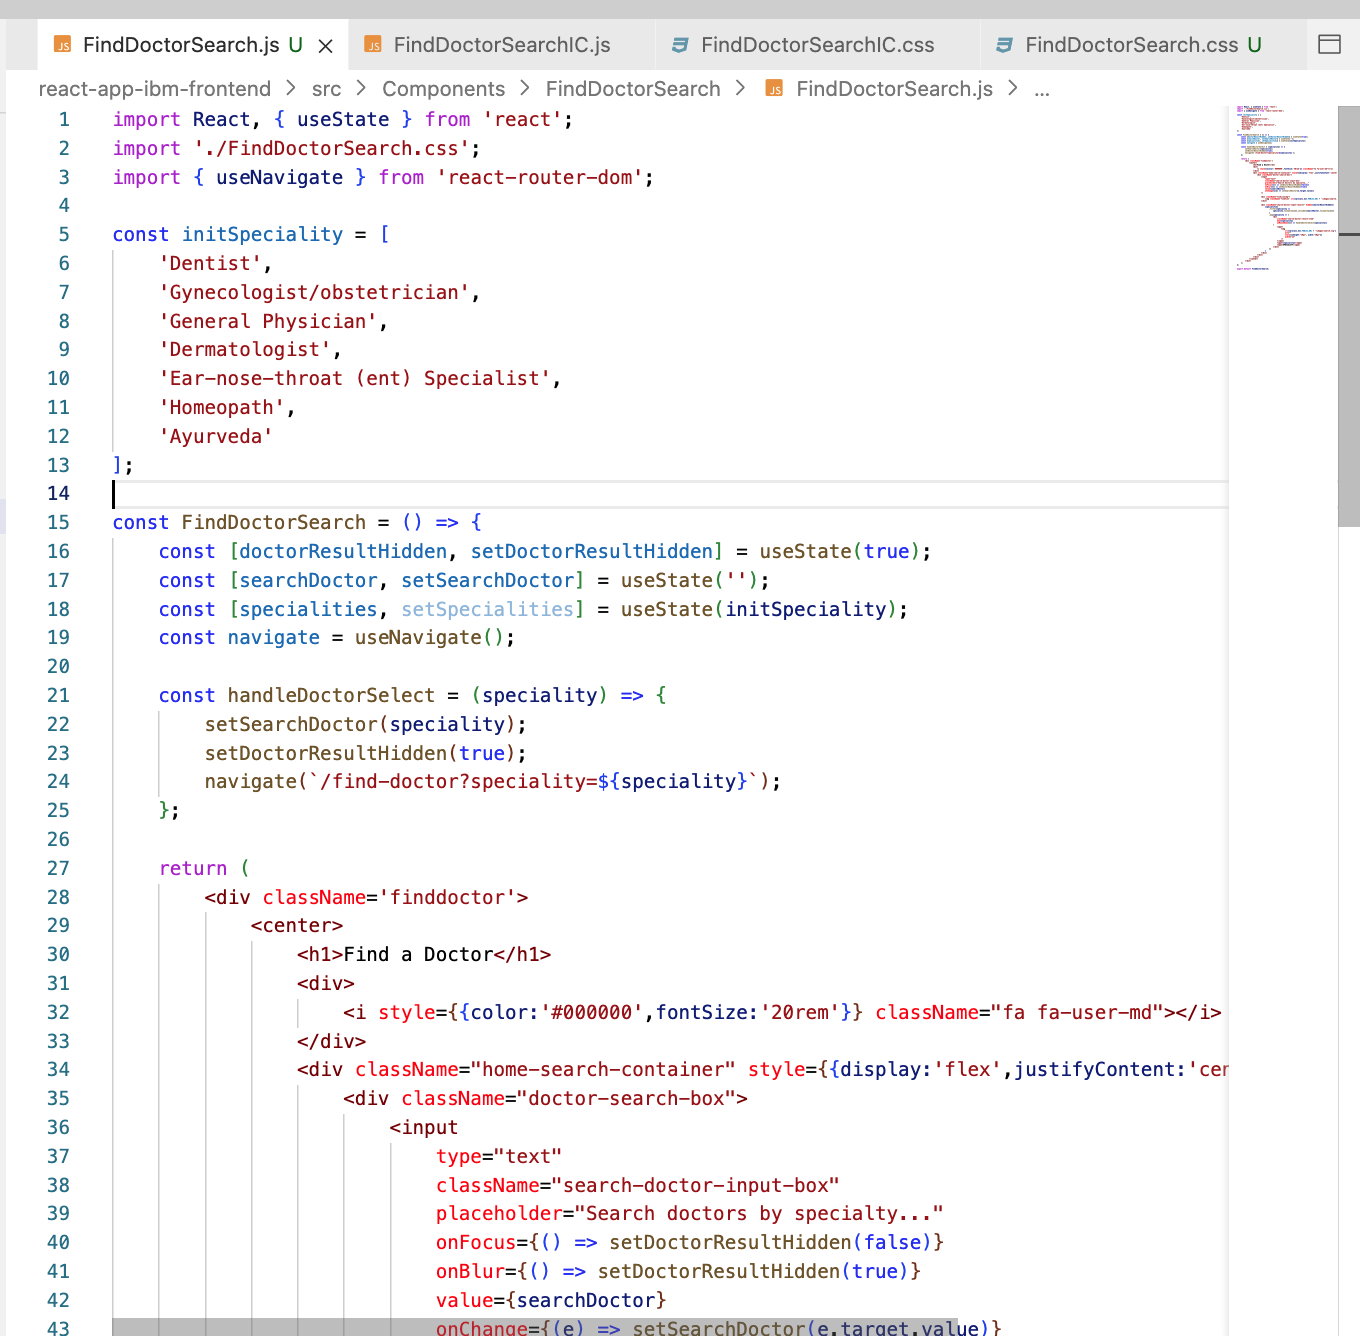 JS FindDoctorSearch.js U × JS FindDoctorSearchIC.js FindDoctorSearchIC.css FindDoctorSearch.css U
react-app-ibm-frontend > src > Components > FindDoctorSearch > JS FindDoctorSearch.js > ...
1 import React, { useState } from 'react';
2 import './FindDoctorSearch.css';
3 import { useNavigate } from 'react-router-dom';
4
5 const initSpeciality = [
6     'Dentist',
7     'Gynecologist/obstetrician',
8     'General Physician',
9     'Dermatologist',
10     'Ear-nose-throat (ent) Specialist',
11     'Homeopath',
12     'Ayurveda'
13 ];
14
15 const FindDoctorSearch = () => {
16     const [doctorResultHidden, setDoctorResultHidden] = useState(true);
17     const [searchDoctor, setSearchDoctor] = useState('');
18     const [specialities, setSpecialities] = useState(initSpeciality);
19     const navigate = useNavigate();
20
21     const handleDoctorSelect = (speciality) => {
22         setSearchDoctor(speciality);
23         setDoctorResultHidden(true);
24         navigate(`/find-doctor?speciality=${speciality}`);
25     };
26
27     return (
28         <div className='finddoctor'>
29             <center>
30                 <h1>Find a Doctor</h1>
31                 <div>
32                     <i style={{color:'#000000',fontSize:'20rem'}} className="fa fa-user-md"></i>
33                 </div>
34                 <div className="home-search-container" style={{display:'flex',justifyContent:'cen
35                     <div className="doctor-search-box">
36                         <input
37                             type="text"
38                             className="search-doctor-input-box"
39                             placeholder="Search doctors by specialty..."
40                             onFocus={() => setDoctorResultHidden(false)}
41                             onBlur={() => setDoctorResultHidden(true)}
42                             value={searchDoctor}
43                             onChange={(e) => setSearchDoctor(e.target.value)}